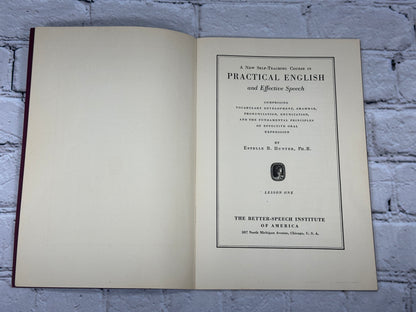 A New Self-Teaching Course in
PRACTICAL ENGLISH
and Effective Speech
COMPRISING
VOCABULARY DEVELOPMENT, GRAMMAR,
PRONUNCIATION, ENUNCIATION,
AND THE FUNDAMENTAL PRINCIPLES
OF EFFECTIVE ORAL
EXPRESSION
BY
Estelle B. Hunter, Ph.B.
LESSON ONE
THE BETTER-SPEECH INSTITUTE
OF AMERICA
307 North Michigan Avenue, Chicago, U. S. A.